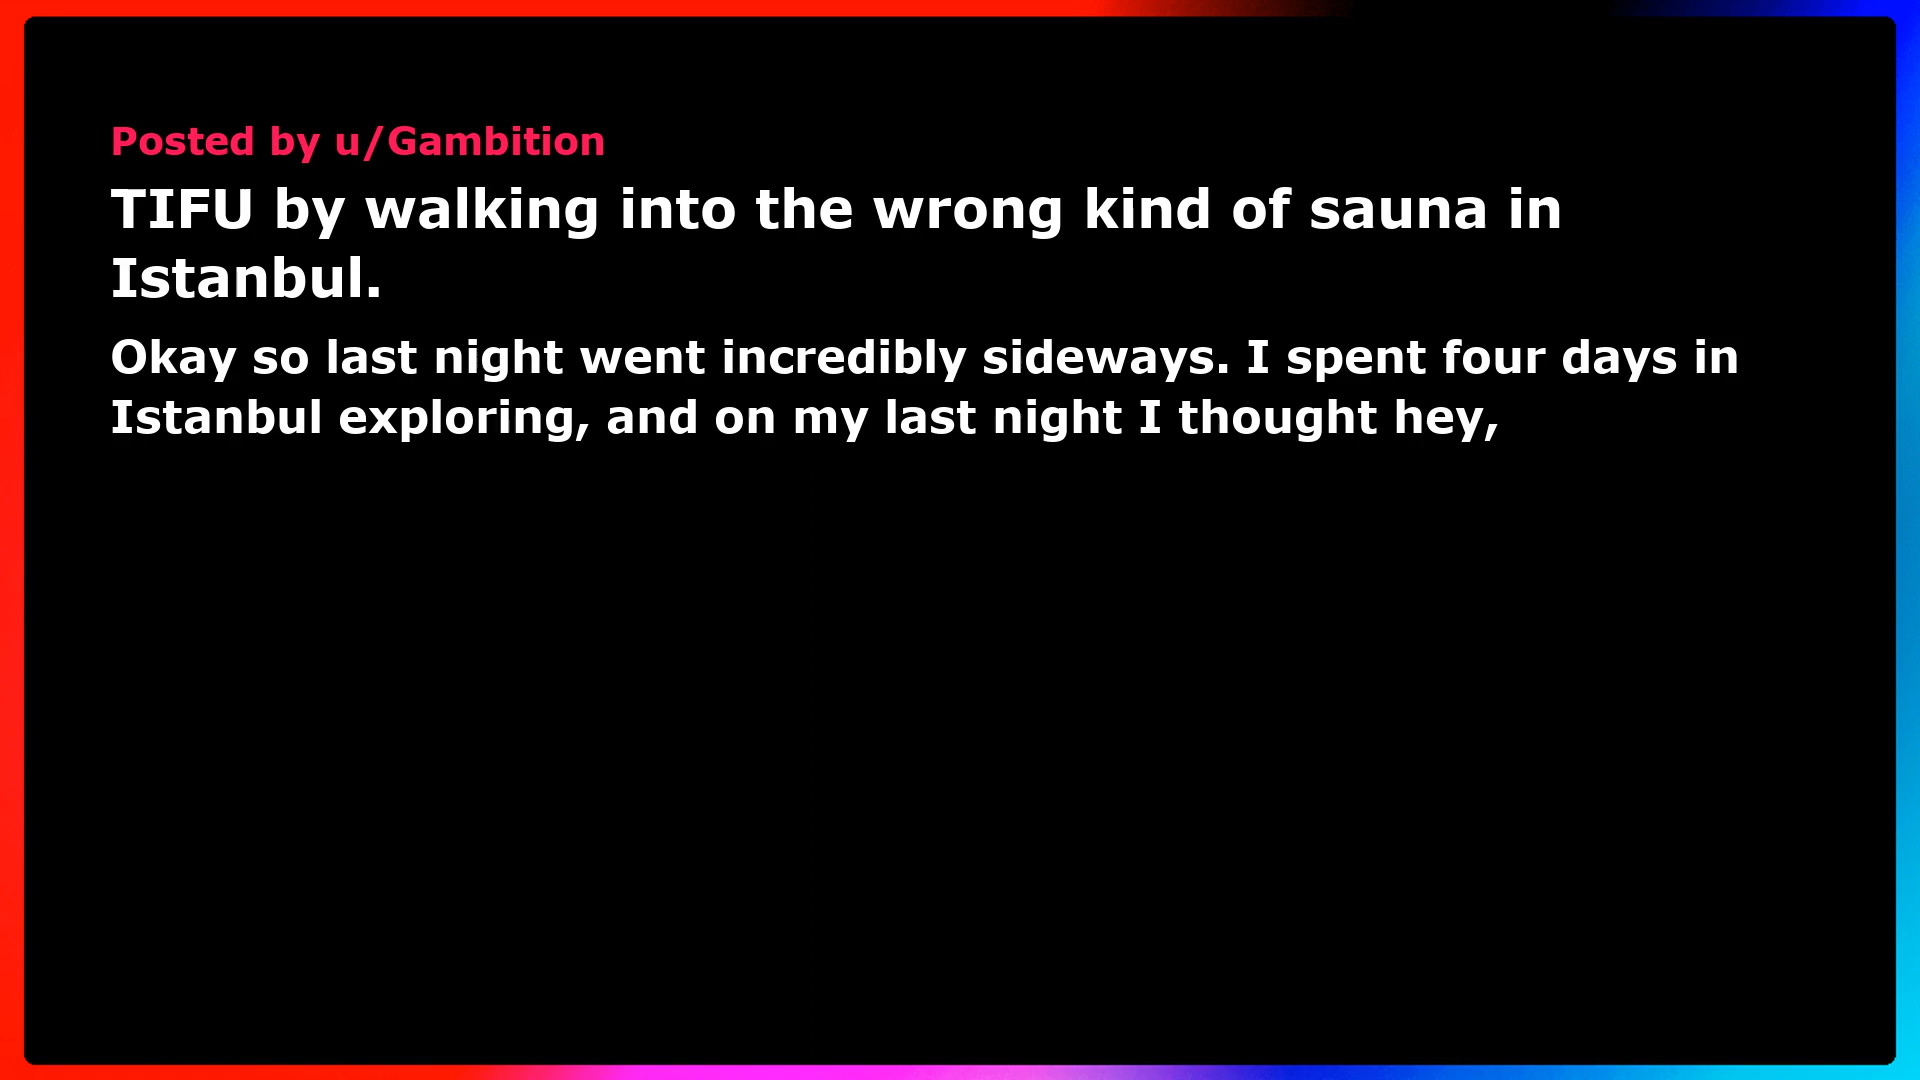 Posted by u/Gambition
TIFU by walking into the wrong kind of sauna in
Istanbul.
Okay so last night went incredibly sideways. I spent four days in
Istanbul exploring, and on my last night I thought hey,